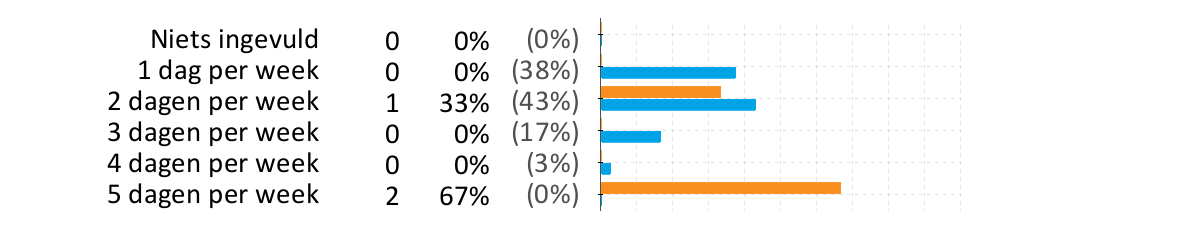 Niets ingevuld 0 0% (0%)
1 dag per week 0 0% (38%)
2 dagen per week 1 33% (43%)
3 dagen per week 0 0% (17%)
4 dagen per week 0 0% (3%)
5 dagen per week 2 67% (0%)